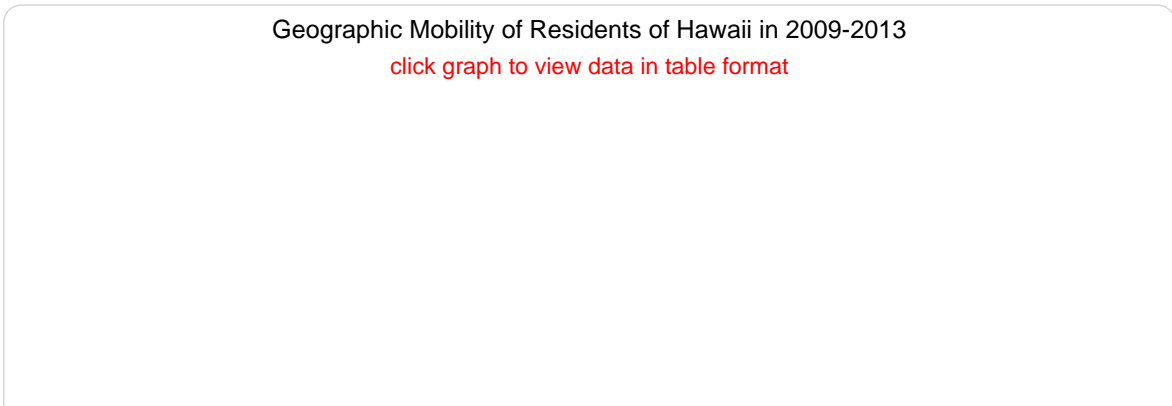 Geographic Mobility of Residents of Hawaii in 2009-2013
click graph to view data in table format